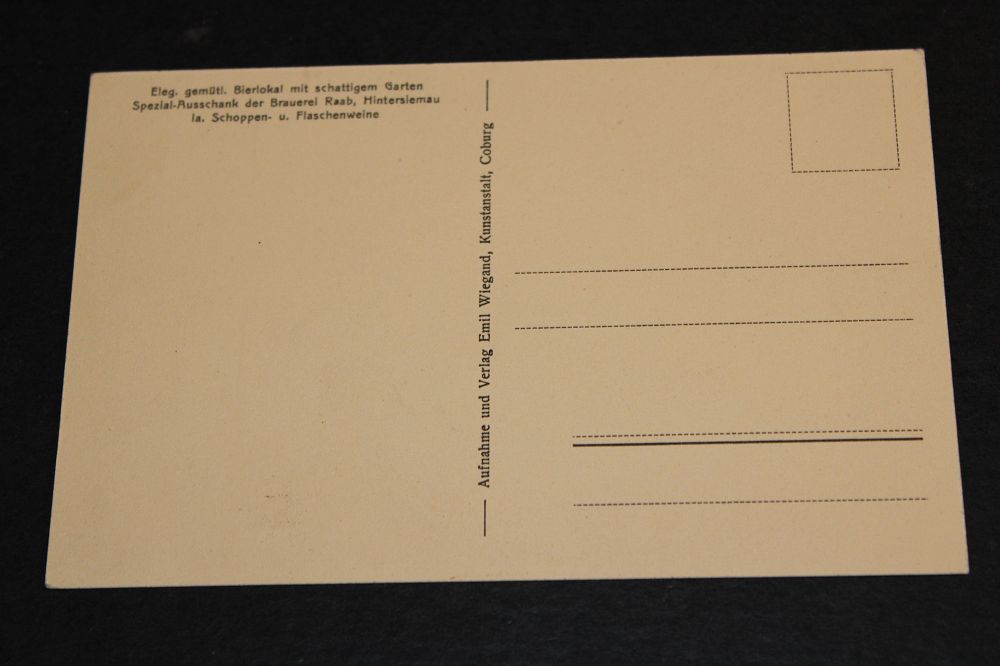 Eleg. gemütl. Bierlokal mit schattigem Garten
Spezial-Ausschank der Brauerei Raab, Hintersiemau
Ia. Schoppen- u. Flaschenweine
Aufnahme und Verlag Emil Wiegand, Kunstanstalt, Coburg